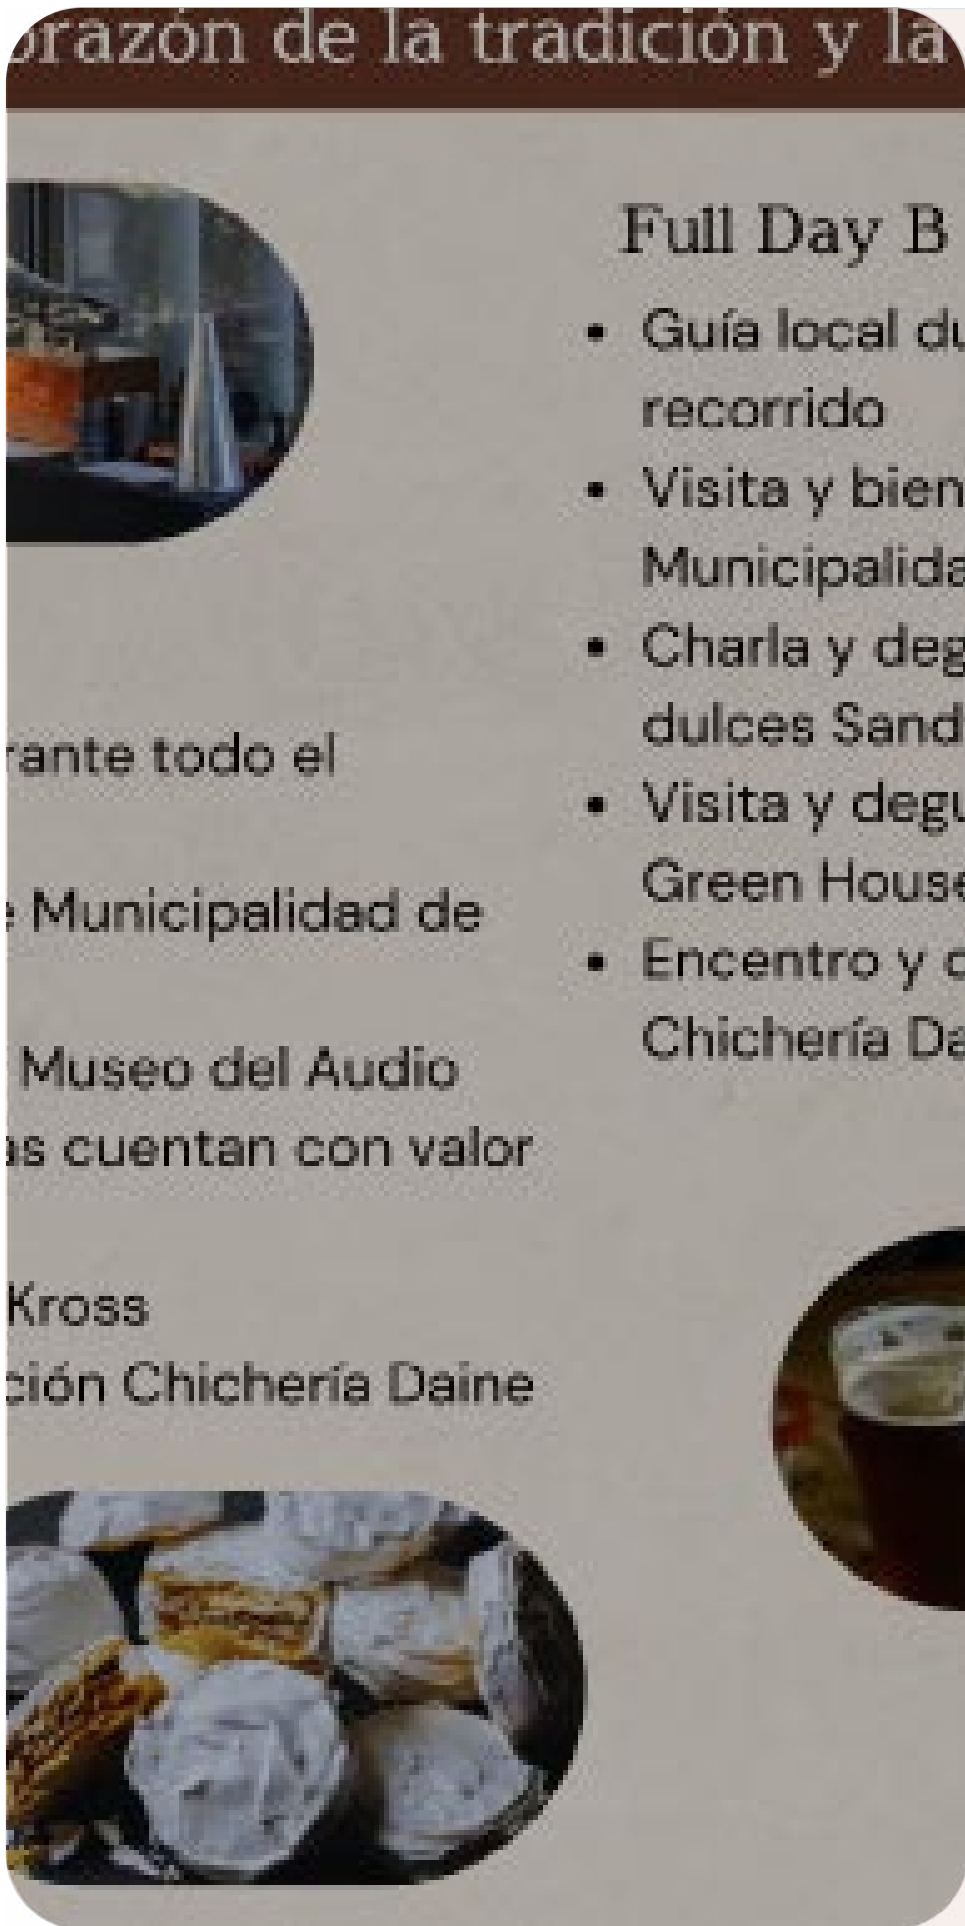 orazón de la tradición y la
rante todo el
e Municipalidad de
Museo del Audio
as cuentan con valor
Kross
ción Chichería Daine
Full Day B
Guía local du
recorrido
Visita y bien
Municipalida
Charla y deg
dulces Sand
Visita y degu
Green House
Encentro y
Chichería Da